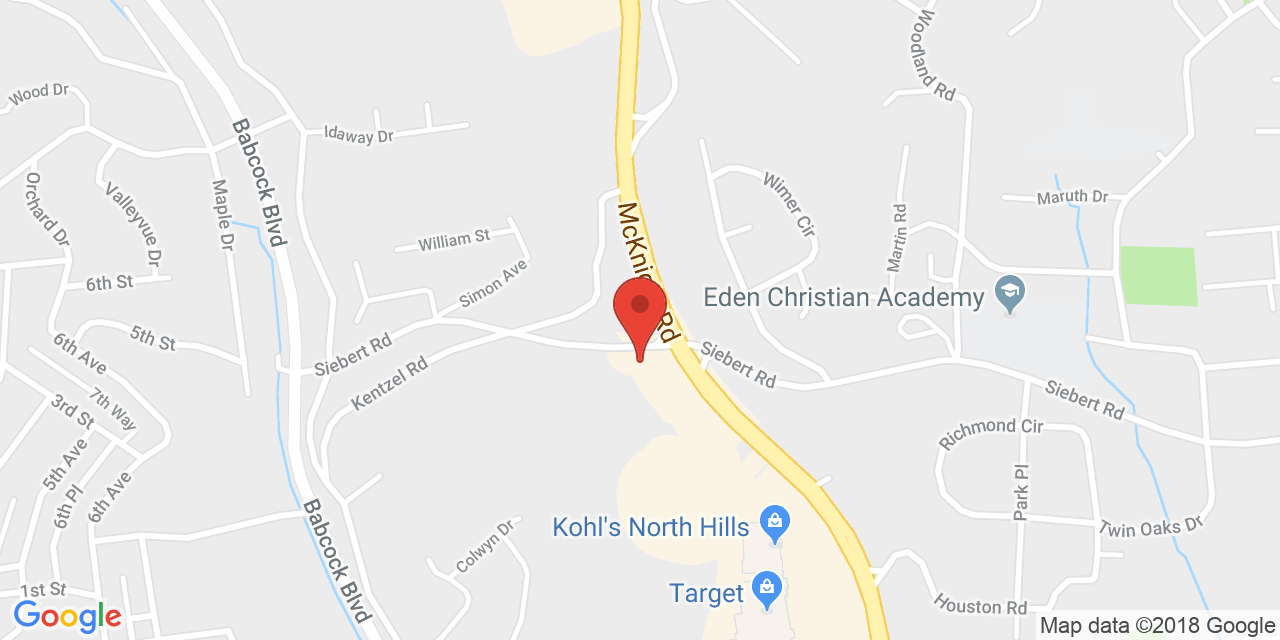 Woodland Rd
Wood Dr
Idaway Dr
Babcock Blvd
Orchard Dr
Valleyvue Dr
Maple Dr
William St
Simon Ave
6th St
McKnig
Rd
Wimer Cir
Martin Rd
Maruth Dr
Eden Christian Academy
5th St
6th Ave
Siebert Rd
Kentzel Rd
Siebert Rd
7th Way
3rd St
5th Ave
6th Pl
6th Ave
Siebert Rd
Richmond Cir
Park Pl
Twin Oaks Dr
Kohl's North Hills
Colwyn Dr
Babcock Blvd
Target
1st St
Houston Rd
Google
Map data ©2018 Google